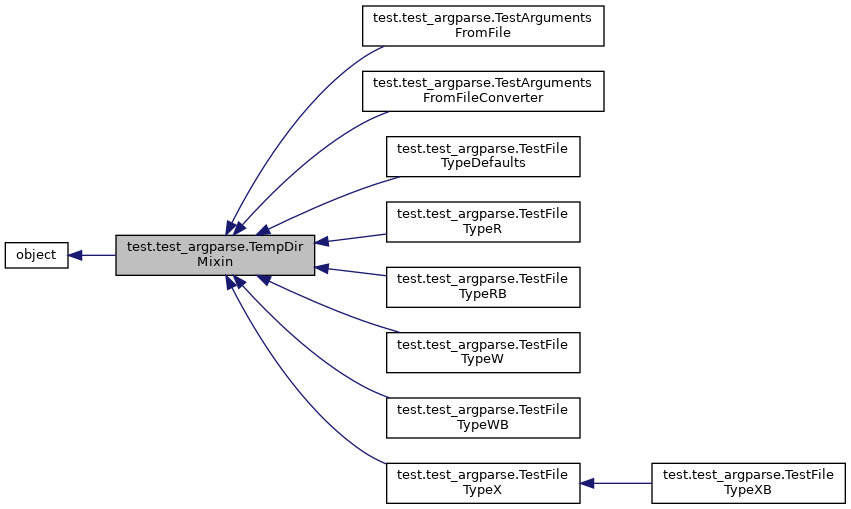 test.test_argparse.TestArguments
FromFile
test.test_argparse.TestArguments
FromFileConverter
test.test_argparse.TestFile
TypeDefaults
test.test_argparse.TestFile
TypeR
object
test.test_argparse.TempDir
Mixin
test.test_argparse.TestFile
TypeRB
test.test_argparse.TestFile
TypeW
test.test_argparse.TestFile
TypeWB
test.test_argparse.TestFile
TypeX
test.test_argparse.TestFile
TypeXB